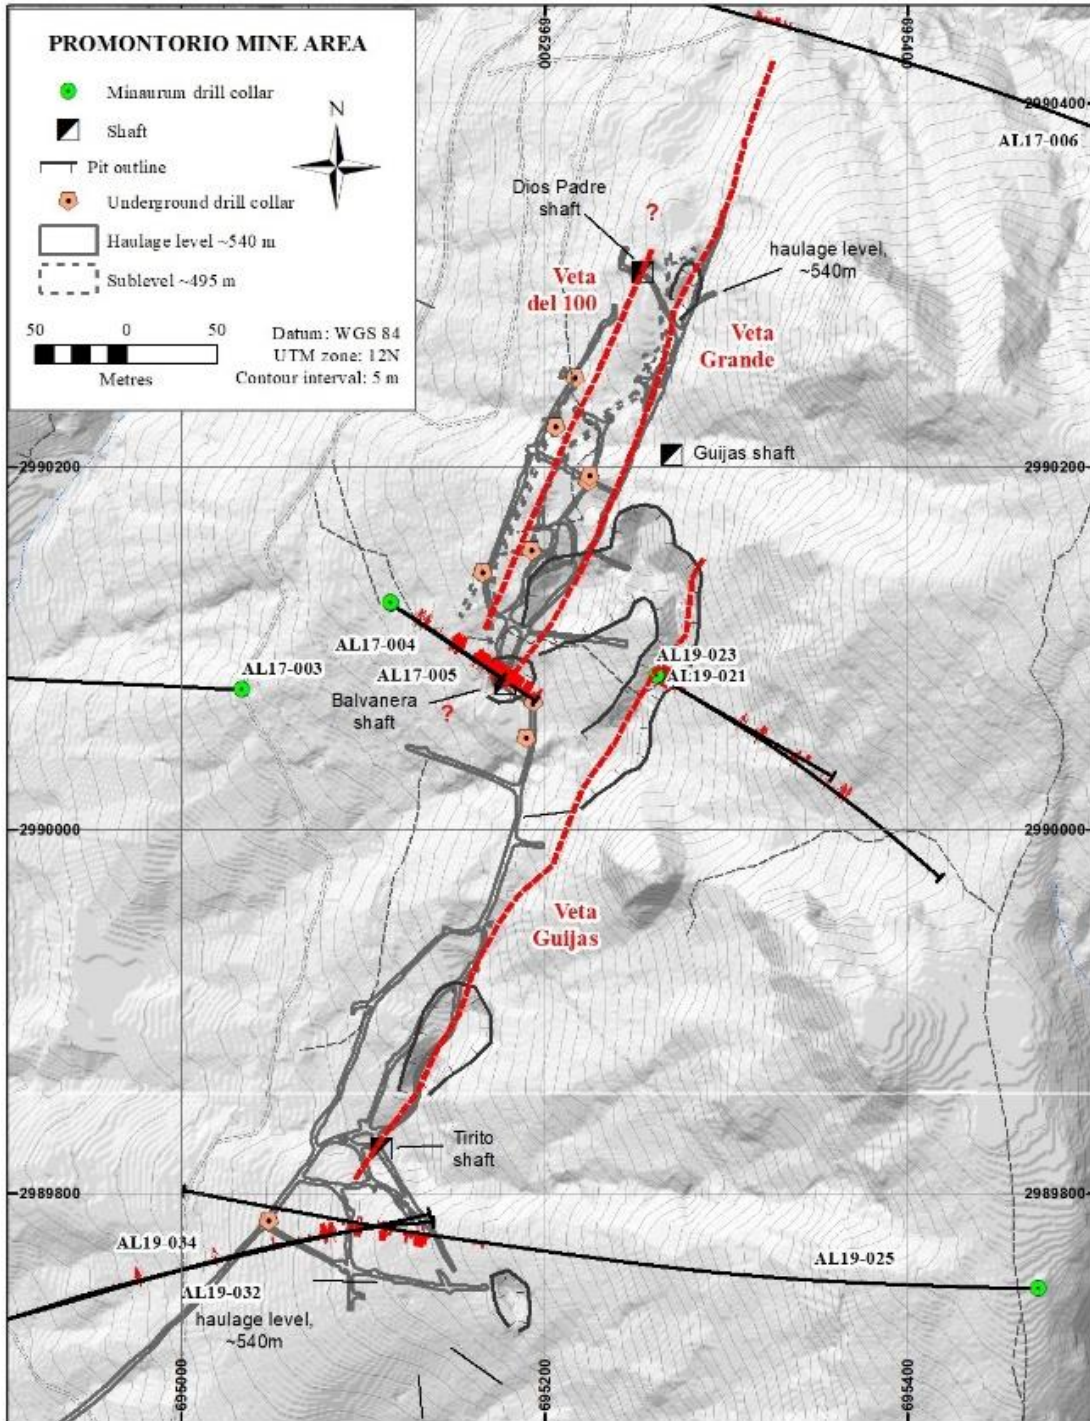 PROMONTORIO MINE AREA
Minaurum drill collar
Shaft
Pit outline
Underground drill collar
Haulage level ~540 m
Sublevel ~495 m
N
50 0 50
Metres
Datum: WGS 84
UTM zone: 12N
Contour interval: 5 m
695200
695400
2990400
AL17-006
Dios Padre
shaft
?
haulage level,
~540m
Veta
del 100
Veta
Grande
2990200
Guijas shaft
2990200
AL17-004
AL17-003
AL17-005
AL19-023
AL19-021
Balvanera
shaft
?
2990000
2990000
Veta
Guijas
Tirito
shaft
2989800
2989800
AL19-034
AL19-025
AL19-032
haulage level,
~540m
695000
695200
695400